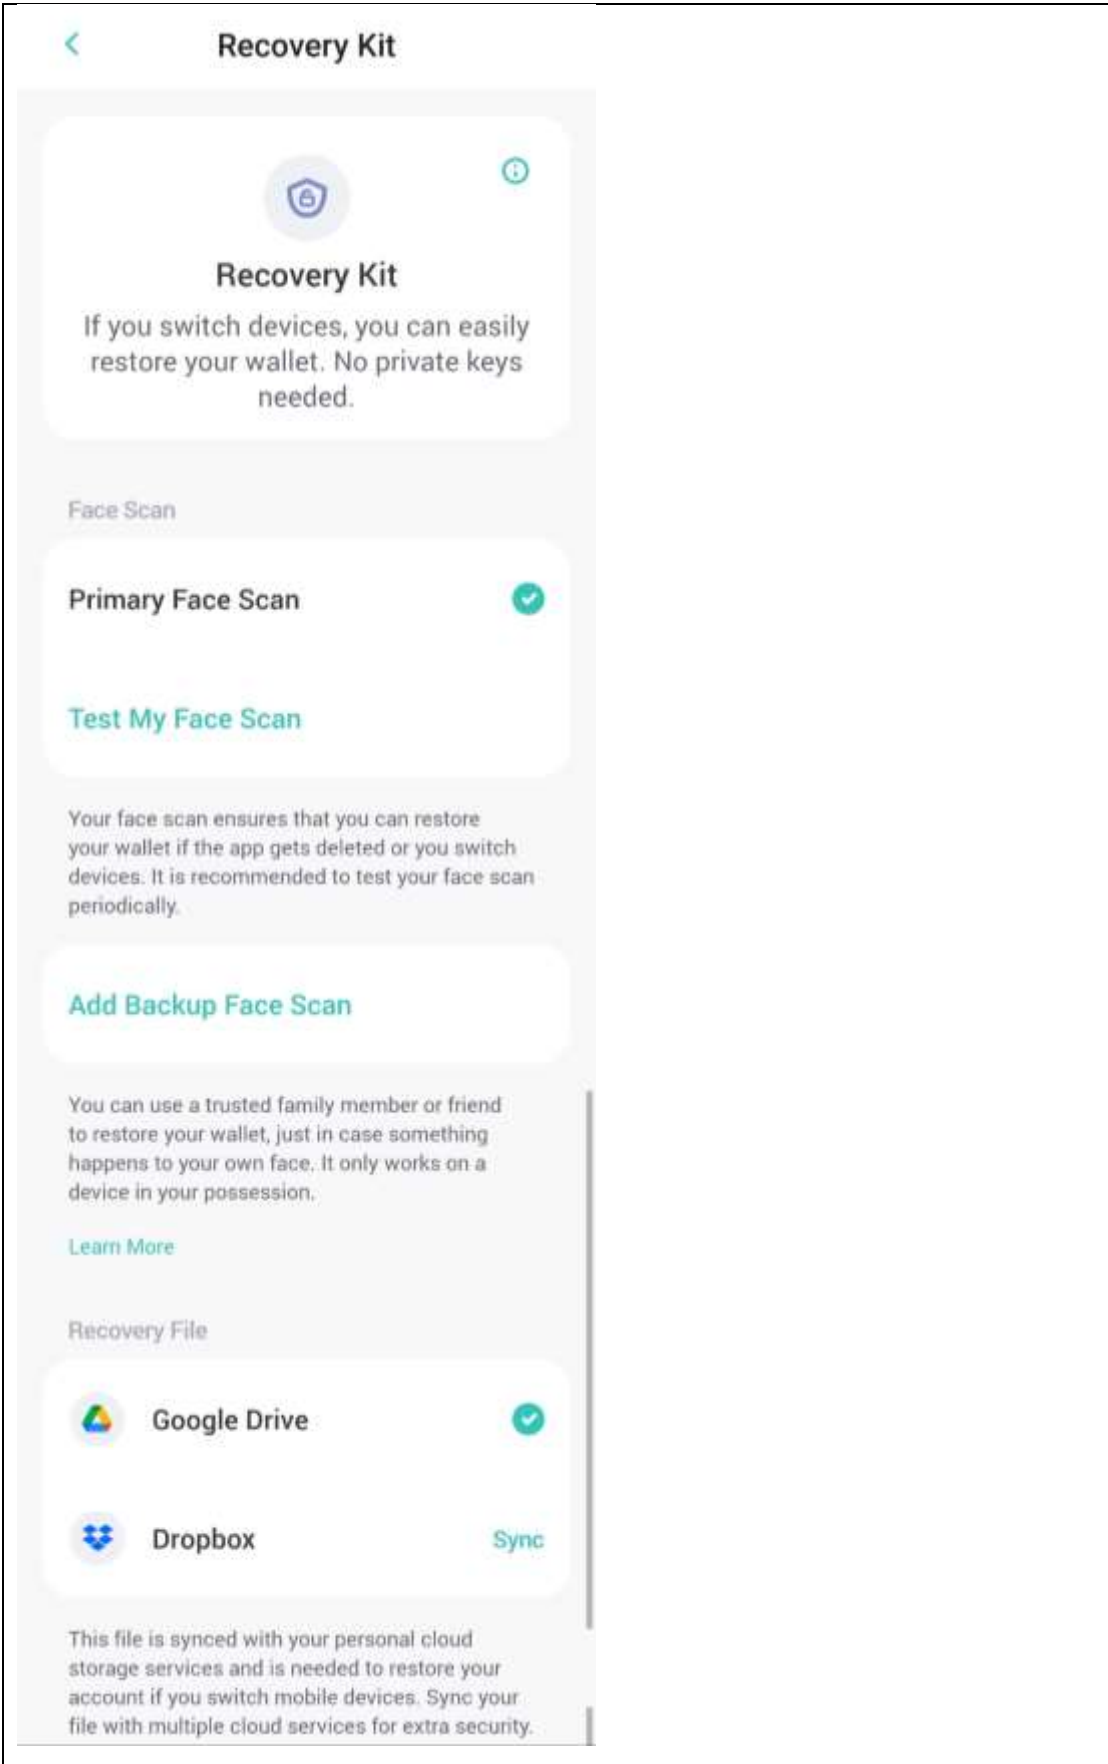 Recovery Kit
Recovery Kit
If you switch devices, you can easily
restore your wallet. No private keys
needed.
Face Scan
Primary Face Scan
Test My Face Scan
Your face scan ensures that you can restore
your wallet if the app gets deleted or you switch
devices. It is recommended to test your face scan
periodically.
Add Backup Face Scan
You can use a trusted family member or friend
to restore your wallet, just in case something
happens to your own face. It only works on a
device in your possession.
Learn More
Recovery File
Google Drive
Dropbox Sync
This file is synced with your personal cloud
storage services and is needed to restore your
account if you switch mobile devices. Sync your
file with multiple cloud services for extra security.